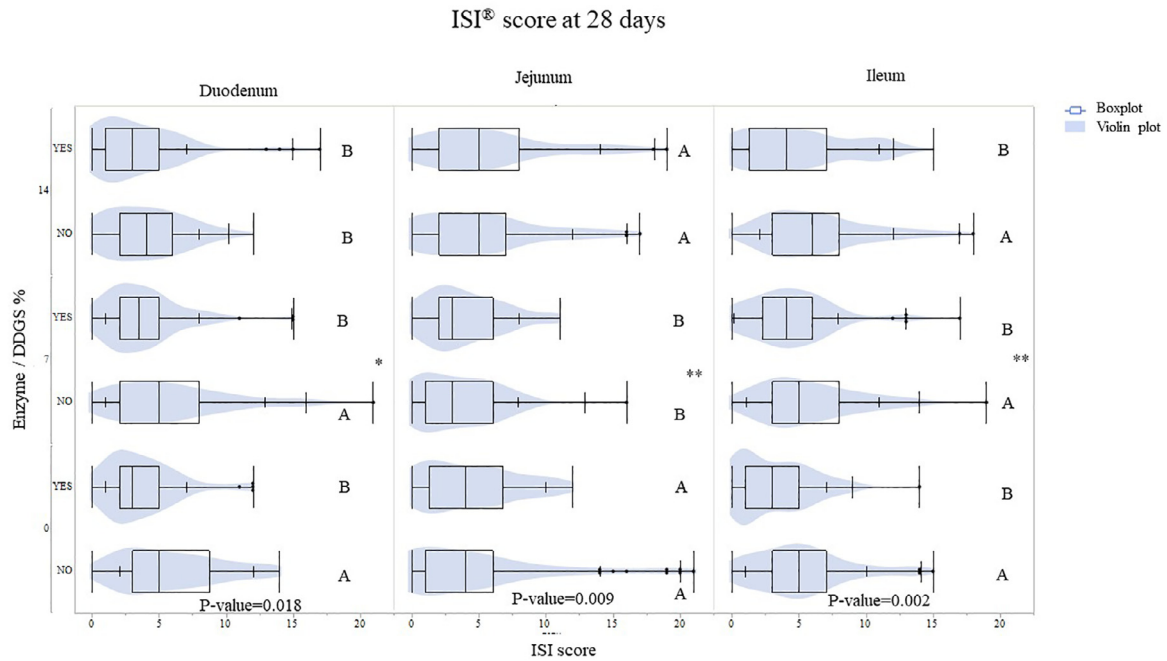 ISI® score at 28 days
Duodenum Jejunum Ileum
Boxplot
Violin plot
YES B A B
14
NO B A A
YES B B B
7 * **
**
NO A B A
YES B A B
0
NO A A A
P-value=0.018 P-value=0.009 P-value=0.002
0 5 10 15 20 0 5 10 15 20 0 5 10 15 20
ISI score
Enzyme / DDGS %